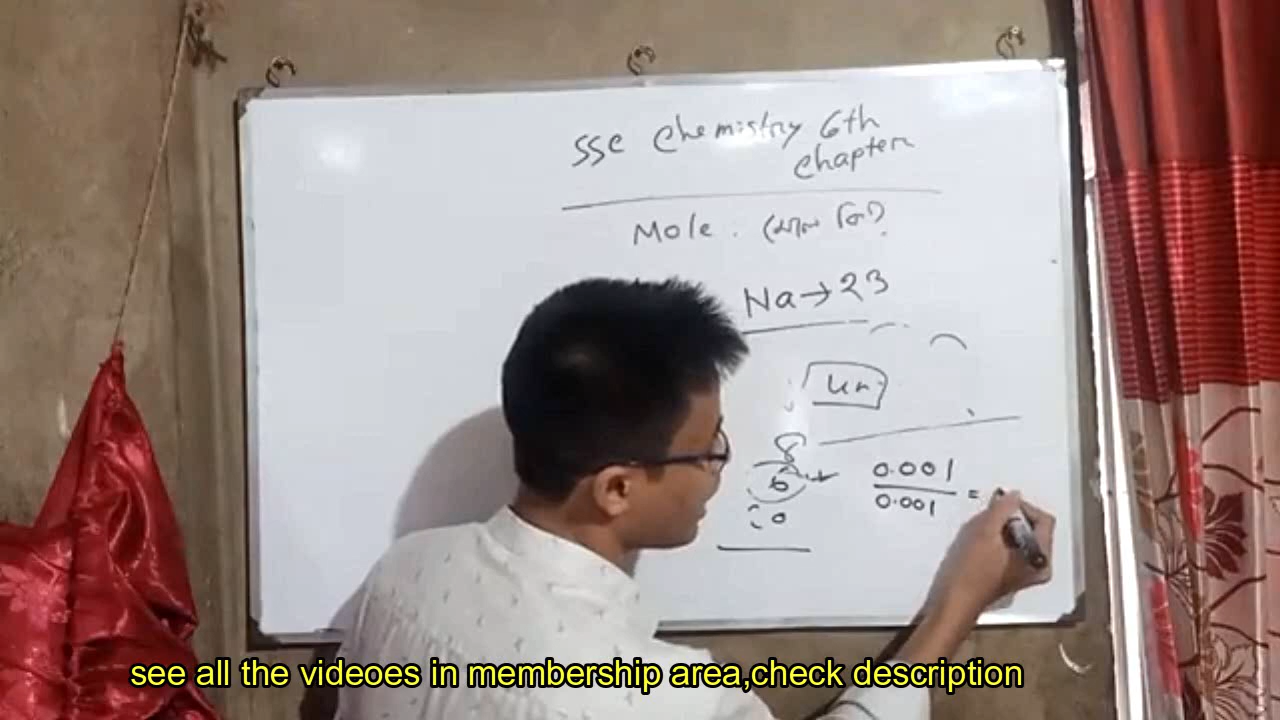 SSC Chemistry 6th
chapter
Mole. (মোল কি?)
Na→23
0.001
0.001 =
see all the videoes in membership area,check description